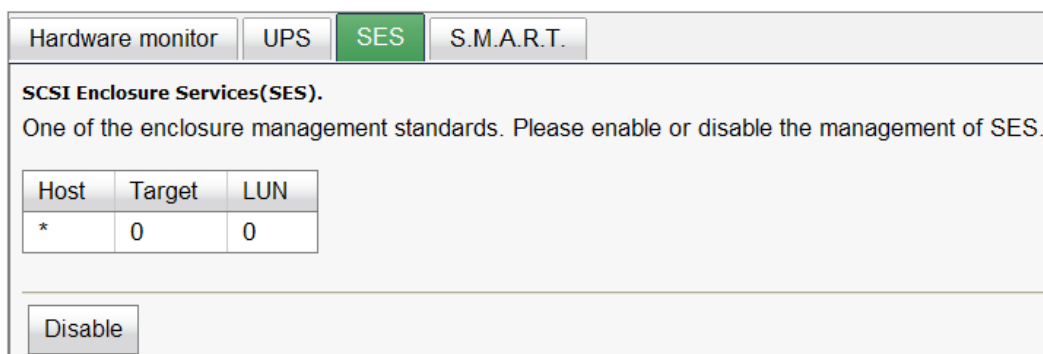 Hardware monitor UPS SES S.M.A.R.T.
SCSI Enclosure Services(SES).
One of the enclosure management standards. Please enable or disable the management of SES.
Host Target LUN
* 0 0
Disable